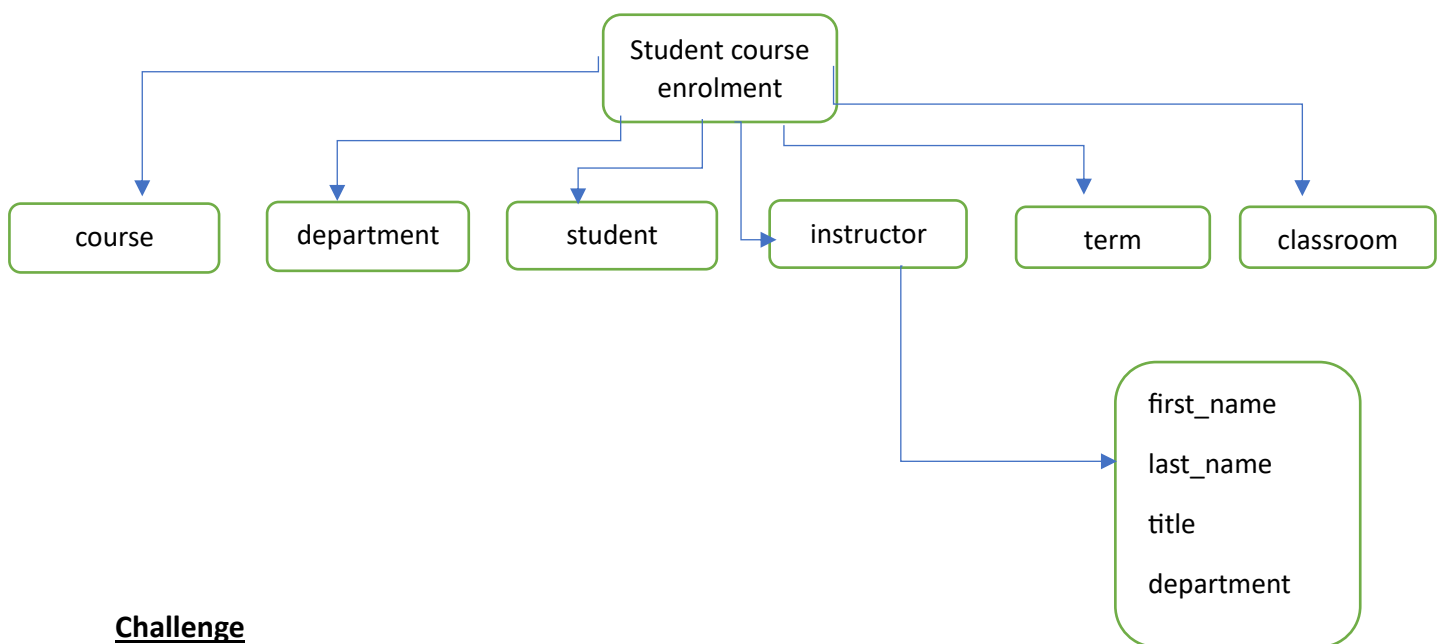 Student course
enrolment
course
department
student
instructor
term
classroom
first_name
last_name
title
department
Challenge